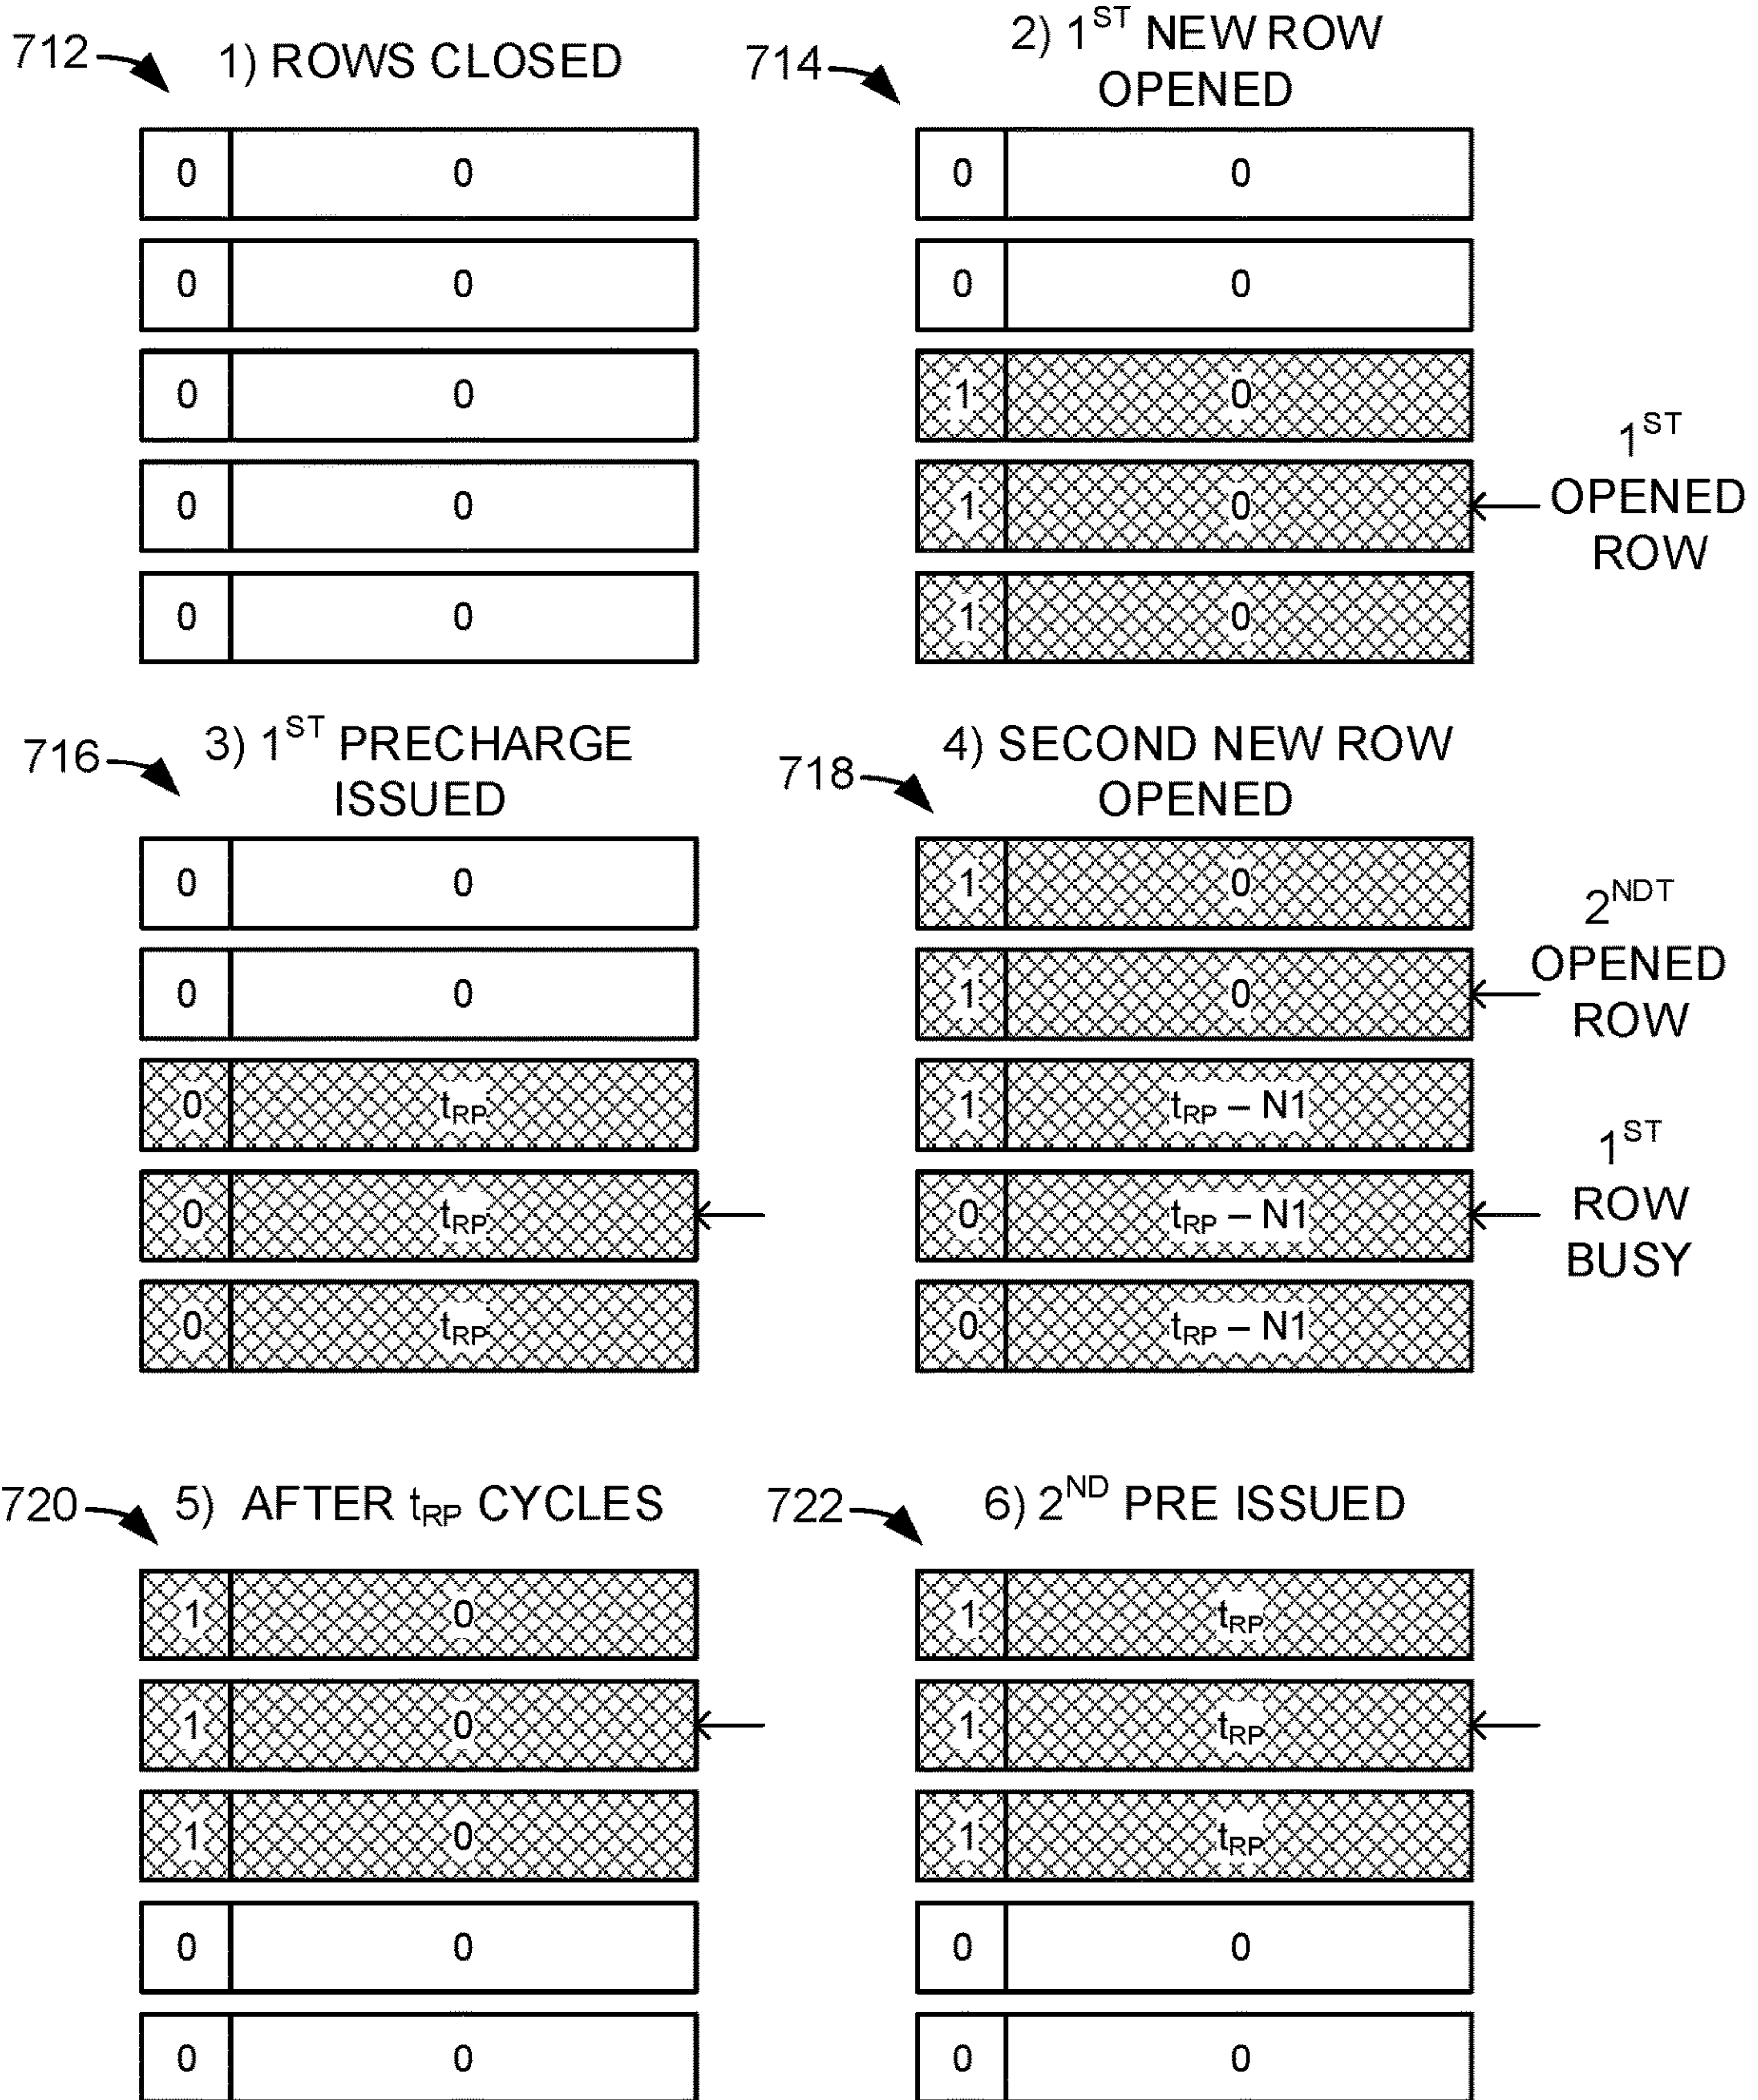 712
1) ROWS CLOSED
0 0
0 0
0 0
0 0
0 0
714
2) 1ST NEW ROW
OPENED
0 0
0 0
1 0
1 0
1 0
1ST
OPENED
ROW
716
3) 1ST PRECHARGE
ISSUED
0 0
0 0
0 tRP
0 tRP
0 tRP
718
4) SECOND NEW ROW
OPENED
1 0
1 0
1 tRP – N1
0 tRP – N1
0 tRP – N1
2NDT
OPENED
ROW
1ST
ROW
BUSY
720
5) AFTER tRP CYCLES
1 0
1 0
1 0
0 0
0 0
722
6) 2ND PRE ISSUED
1 tRP
1 tRP
1 tRP
0 0
0 0